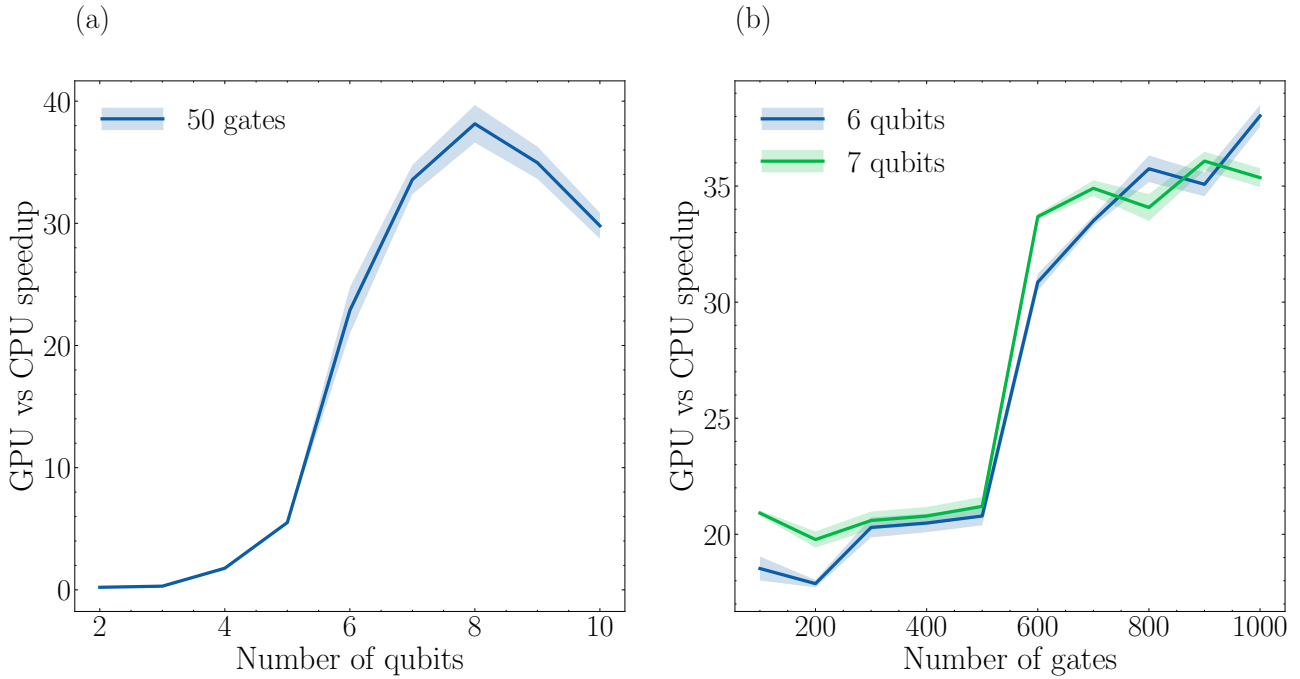 (a)
GPU vs CPU speedup
40
30
20
10
0
50 gates
2 4 6 8 10
Number of qubits
(b)
GPU vs CPU speedup
35
30
25
20
6 qubits
7 qubits
200 400 600 800 1000
Number of gates